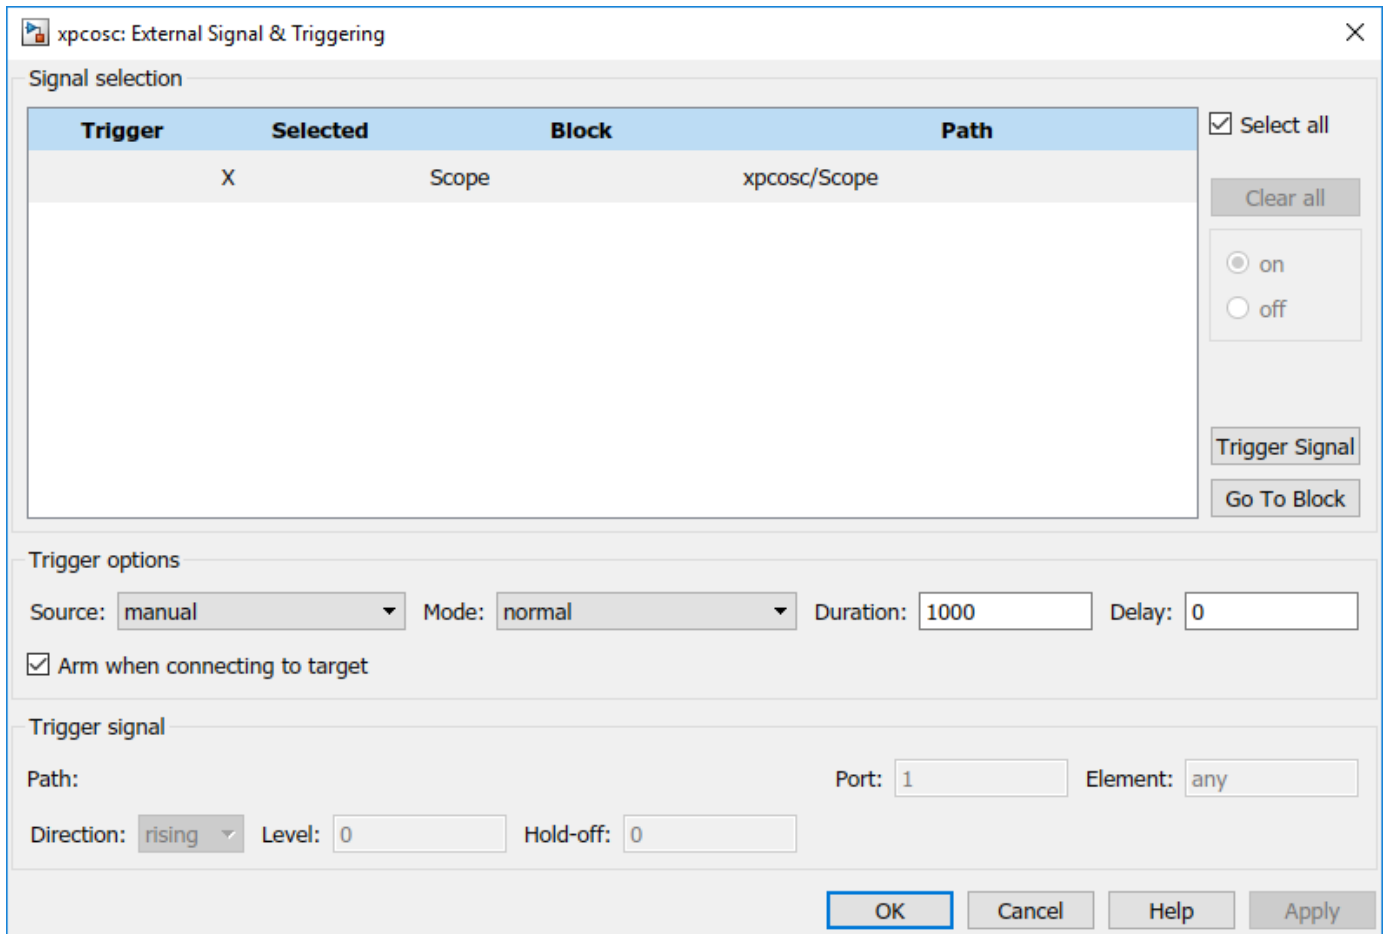 xpcosc: External Signal & Triggering
Signal selection
Trigger Selected Block Path
X Scope xpcosc/Scope
Select all
Clear all
on
off
Trigger Signal
Go To Block
Trigger options
Source: manual Mode: normal Duration: 1000 Delay: 0
Arm when connecting to target
Trigger signal
Path: Port: 1 Element: any
Direction: rising Level: 0 Hold-off: 0
OK Cancel Help Apply